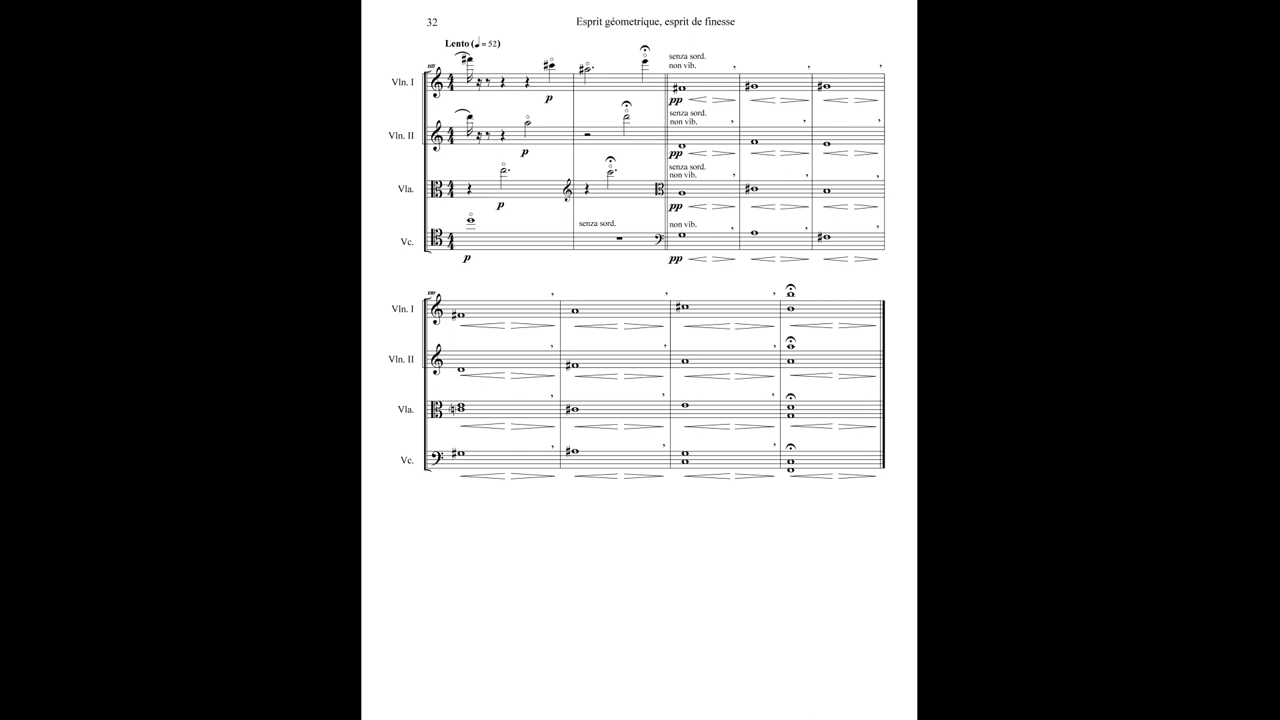 32
Esprit géometríque, esprit de finesse
Lento (♩ = 52)
senza sord.
non vib.
Vln. I
p
pp
senza sord.
non vib.
Vln. II
p
pp
senza sord.
non vib.
Vla.
p
pp
senza sord.
non vib.
Vc.
p
pp
Vln. I
Vln. II
Vla.
Vc.